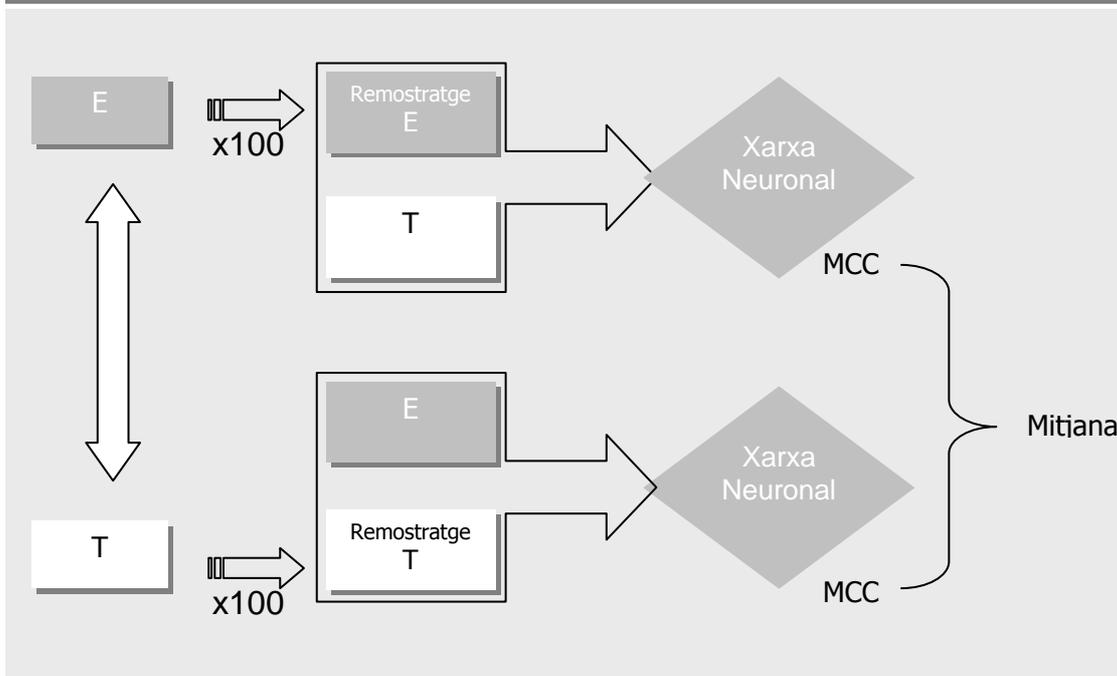 E
x100
Remostratge
E
T
Xarxa
Neuronal
MCC
Mitjana
T
x100
E
Remostratge
T
Xarxa
Neuronal
MCC